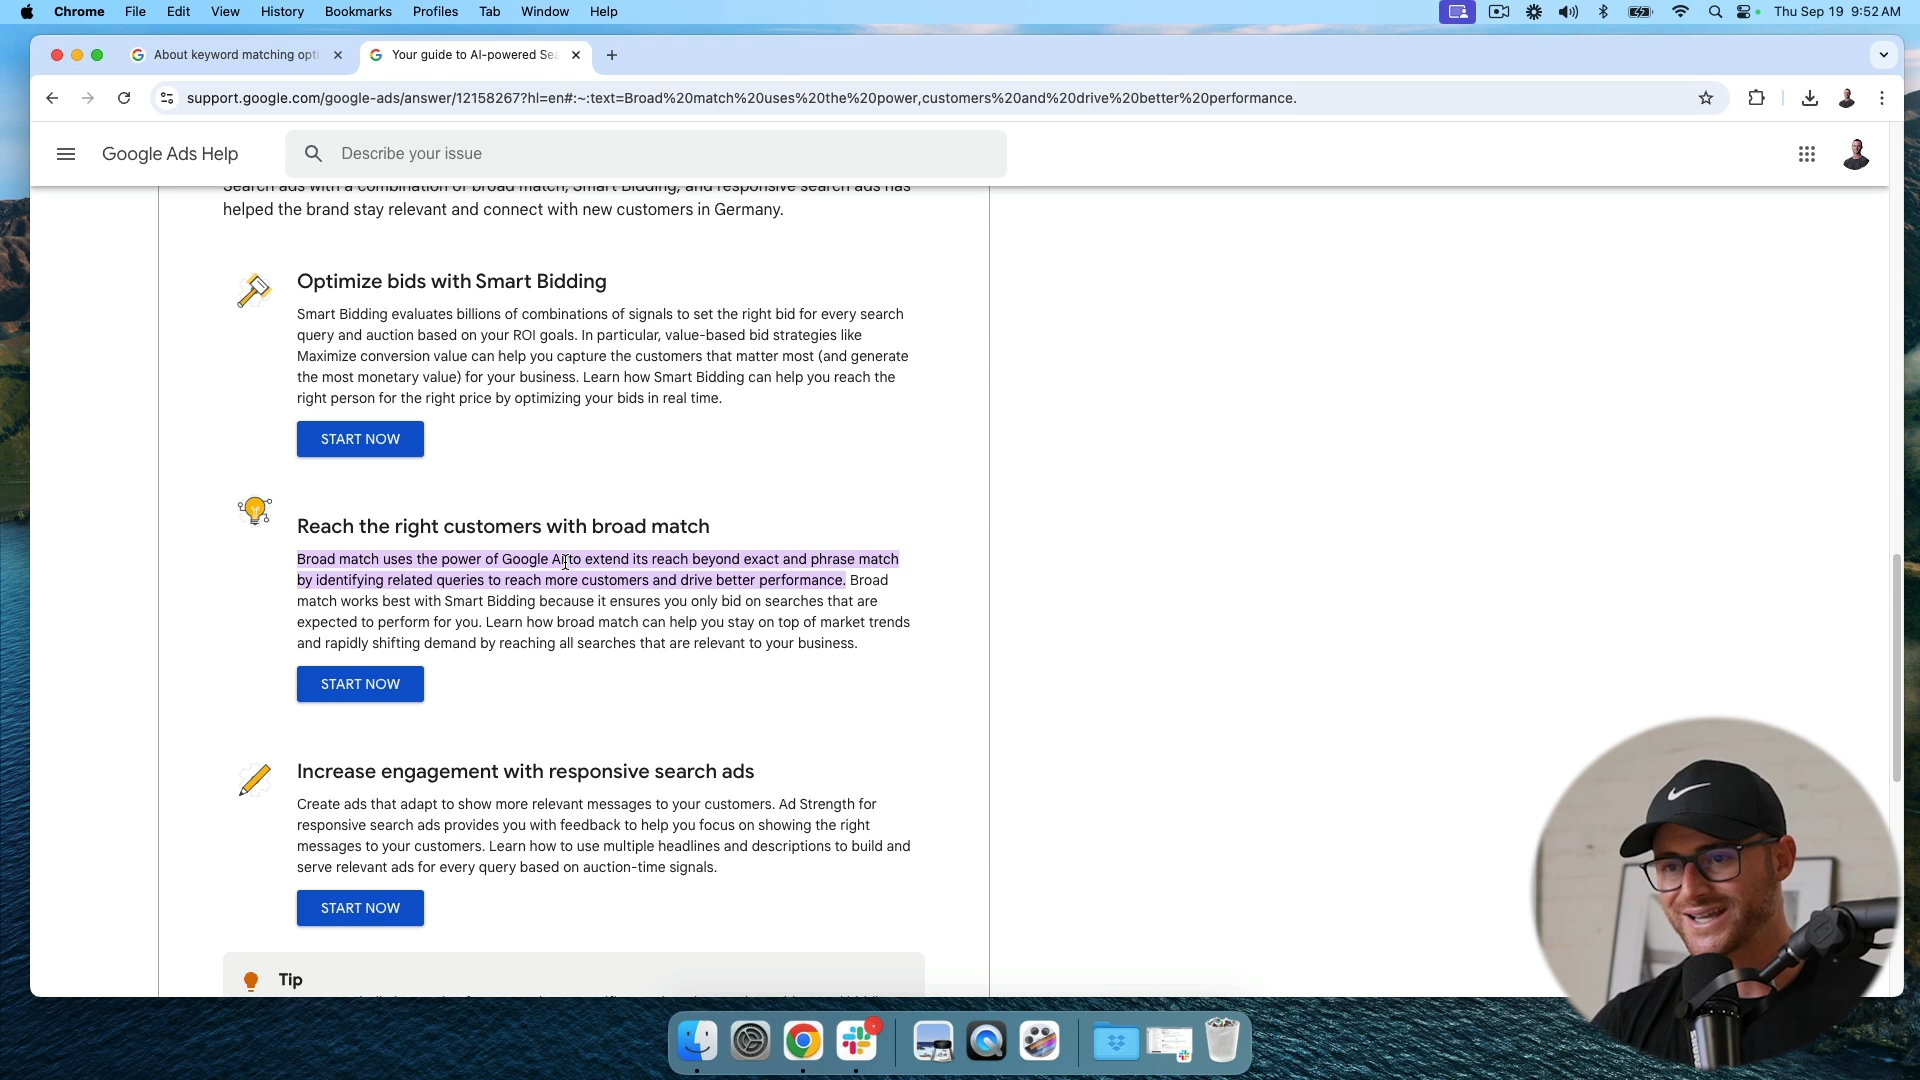 Chrome File Edit View History Bookmarks Profiles Tab Window Help Thu Sep 19 9:52 AM
About keyword matching opti
Your guide to AI-powered Sea
support.google.com/google-ads/answer/12158267?hl=en#:~:text=Broad%20match%20uses%20the%20power,customers%20and%20drive%20better%20performance.
Google Ads Help
Describe your issue
Search ads with a combination of broad match, Smart Bidding, and responsive search ads has
helped the brand stay relevant and connect with new customers in Germany.
Optimize bids with Smart Bidding
Smart Bidding evaluates billions of combinations of signals to set the right bid for every search
query and auction based on your ROI goals. In particular, value-based bid strategies like
Maximize conversion value can help you capture the customers that matter most (and generate
the most monetary value) for your business. Learn how Smart Bidding can help you reach the
right person for the right price by optimizing your bids in real time.
START NOW
Reach the right customers with broad match
Broad match uses the power of Google AI to extend its reach beyond exact and phrase match
by identifying related queries to reach more customers and drive better performance. Broad
match works best with Smart Bidding because it ensures you only bid on searches that are
expected to perform for you. Learn how broad match can help you stay on top of market trends
and rapidly shifting demand by reaching all searches that are relevant to your business.
START NOW
Increase engagement with responsive search ads
Create ads that adapt to show more relevant messages to your customers. Ad Strength for
responsive search ads provides you with feedback to help you focus on showing the right
messages to your customers. Learn how to use multiple headlines and descriptions to build and
serve relevant ads for every query based on auction-time signals.
START NOW
Tip